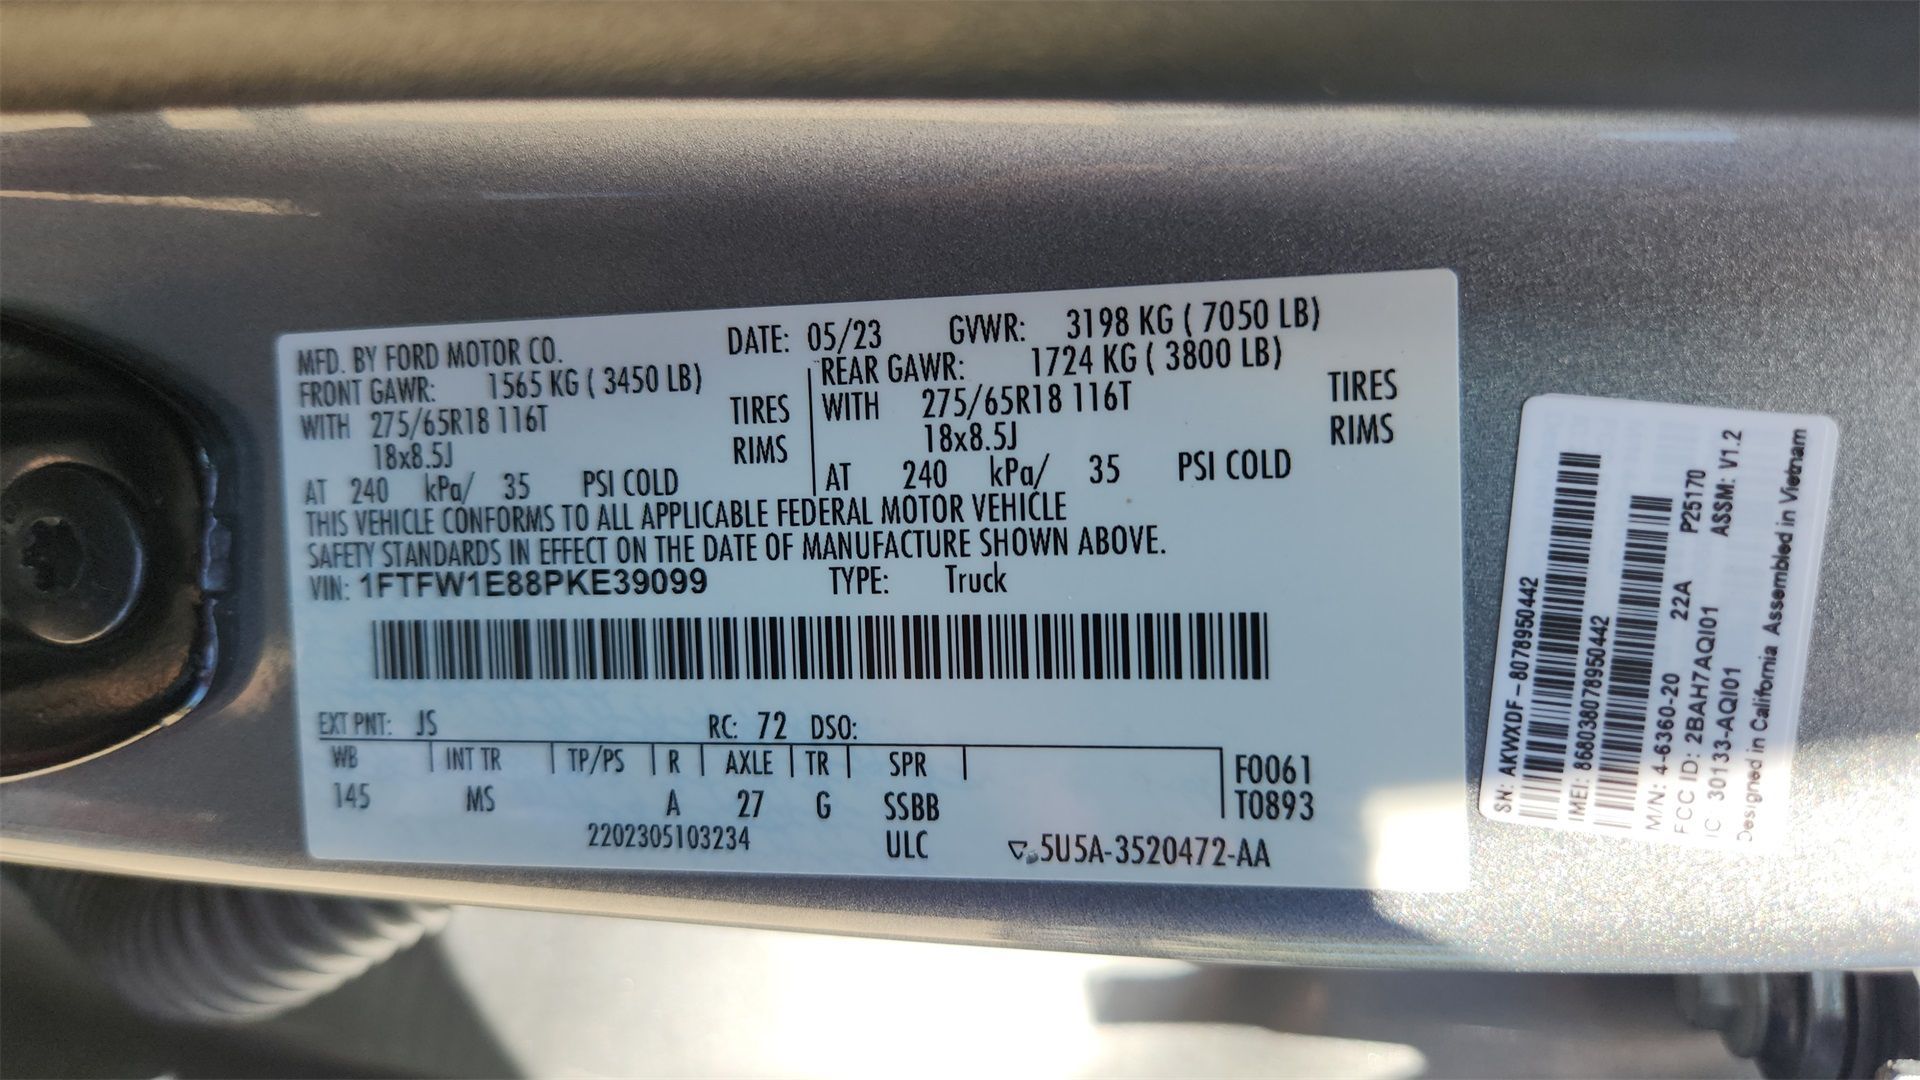 MFD. BY FORD MOTOR CO. DATE: 05/23 GVWR: 3198 KG ( 7050 LB)
FRONT GAWR: 1565 KG ( 3450 LB) REAR GAWR: 1724 KG ( 3800 LB)
WITH 275/65R18 116T TIRES WITH 275/65R18 116T TIRES
18x8.5J RIMS 18x8.5J RIMS
AT 240 kPa/ 35 PSI COLD AT 240 kPa/ 35 PSI COLD
THIS VEHICLE CONFORMS TO ALL APPLICABLE FEDERAL MOTOR VEHICLE
SAFETY STANDARDS IN EFFECT ON THE DATE OF MANUFACTURE SHOWN ABOVE.
VIN: 1FTFW1E88PKE39099 TYPE: Truck
EXT PNT: JS RC: 72 DSO:
WB INT TR TP/PS R AXLE TR SPR F0061
145 MS A 27 G SSBB T0893
2202305103234 ULC 5U5A-3520472-AA
SN: AKWXDF-8078950442
IMEI: 868038078950442
M/N: 4-6360-20 22A P25170
FCC ID: 2BAH7AQI01 ASSM: V1.2
IC 30133-AQI01
Designed in California Assembled in Vietnam